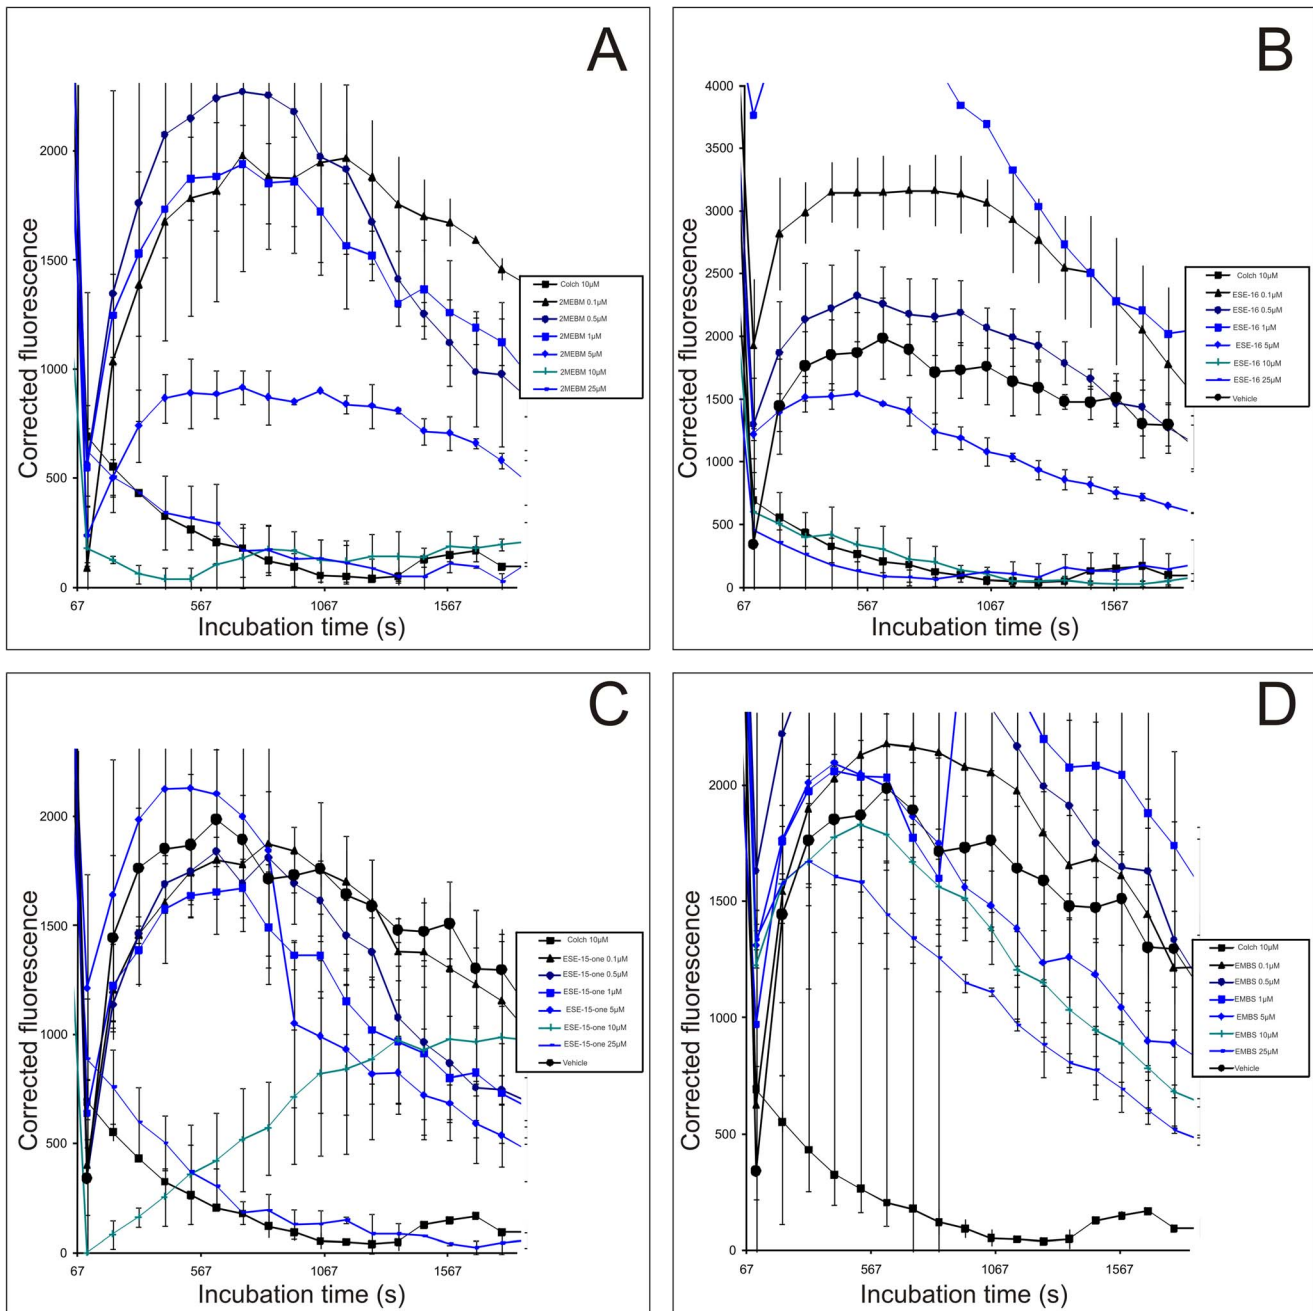 A
Corrected fluorescence
2000
1500
1000
500
0
67
567
1067
1567
Incubation time (s)
Colch 10µM
2MEBM 0.1µM
2MEBM 0.5µM
2MEBM 1µM
2MEBM 5µM
2MEBM 10µM
2MEBM 25µM
B
Corrected fluorescence
4000
3500
3000
2500
2000
1500
1000
500
0
67
567
1067
1567
Incubation time (s)
Colch 10µM
ESE-16 0.1µM
ESE-16 0.5µM
ESE-16 1µM
ESE-16 5µM
ESE-16 10µM
ESE-16 25µM
Vehicle
C
Corrected fluorescence
2000
1500
1000
500
0
67
567
1067
1567
Incubation time (s)
Colch 10µM
ESE-15-one 0.1µM
ESE-15-one 0.5µM
ESE-15-one 1µM
ESE-15-one 5µM
ESE-15-one 10µM
ESE-15-one 25µM
Vehicle
D
Corrected fluorescence
2000
1500
1000
500
0
67
567
1067
1567
Incubation time (s)
Colch 10µM
EMBS 0.1µM
EMBS 0.5µM
EMBS 1µM
EMBS 5µM
EMBS 10µM
EMBS 25µM
Vehicle